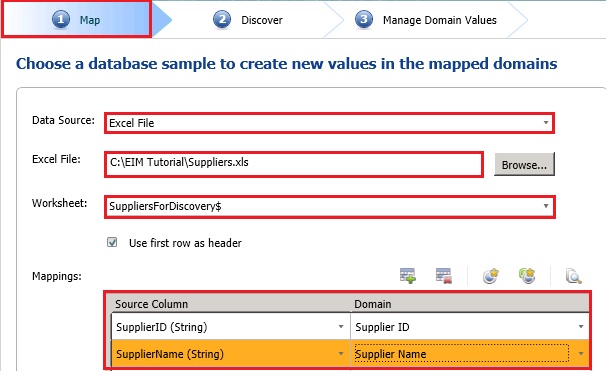 1 Map 2 Discover 3 Manage Domain Values
Choose a database sample to create new values in the mapped domains
Data Source: Excel File
Excel File: C:\EIM Tutorial\Suppliers.xls Browse...
Worksheet: SuppliersForDiscovery$
Use first row as header
Mappings:
Source Column Domain
SupplierID (String) Supplier ID
SupplierName (String) Supplier Name